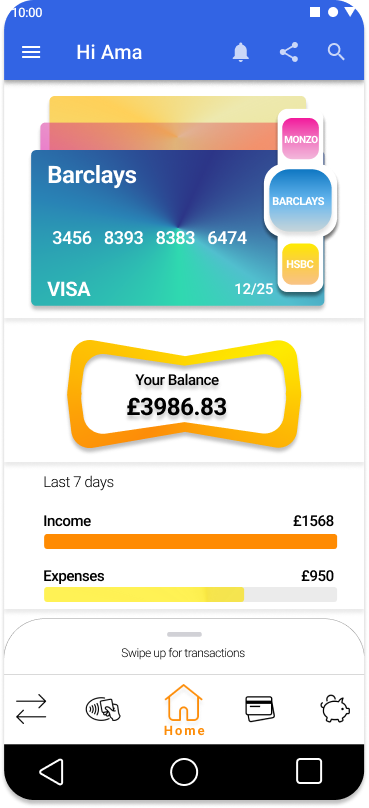 10:00
Hi Ama
MONZO
Barclays
BARCLAYS
3456 8393 8383 6474
HSBC
VISA 12/25
Your Balance
£3986.83
Last 7 days
Income £1568
Expenses £950
Swipe up for transactions
Home